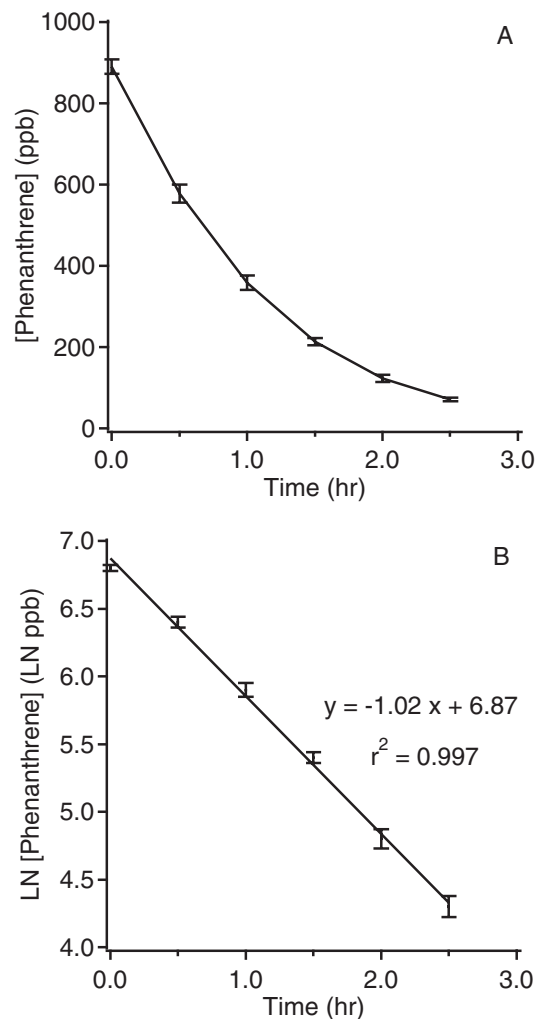 A
1000
800
600
400
200
0
[Phenanthrene] (ppb)
0.0 1.0 2.0 3.0
Time (hr)
B
7.0
6.5
6.0
5.5
5.0
4.5
4.0
LN [Phenanthrene] (LN ppb)
y = -1.02 x + 6.87
r² = 0.997
0.0 1.0 2.0 3.0
Time (hr)